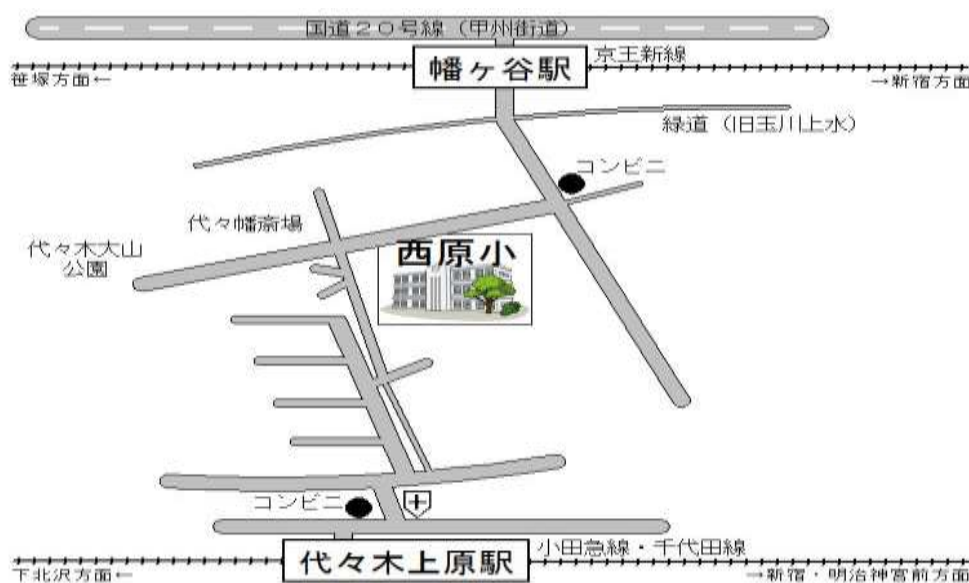 国道20号線（甲州街道）
幡ヶ谷駅
京王新線
笹塚方面←
→新宿方面
緑道（旧玉川上水）
コンビニ
代々幡斎場
代々木大山
公園
西原小
コンビニ
代々木上原駅
小田急線・千代田線
下北沢方面←
→新宿・明治神宮前方面